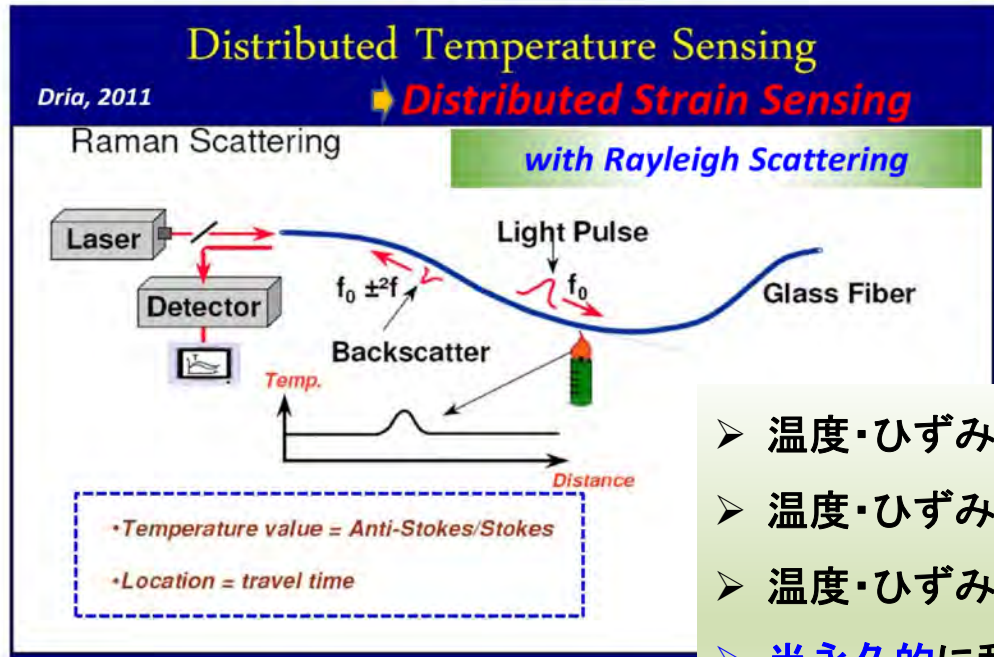 Distributed Temperature Sensing
Dria, 2011
Distributed Strain Sensing
Raman Scattering
with Rayleigh Scattering
Laser
Light Pulse
f₀ ±²f
f₀
Glass Fiber
Detector
Backscatter
T
Temp.
Distance
•Temperature value = Anti-Stokes/Stokes
•Location = travel time
➢ 温度・ひずみ
➢ 温度・ひずみ
➢ 温度・ひずみ